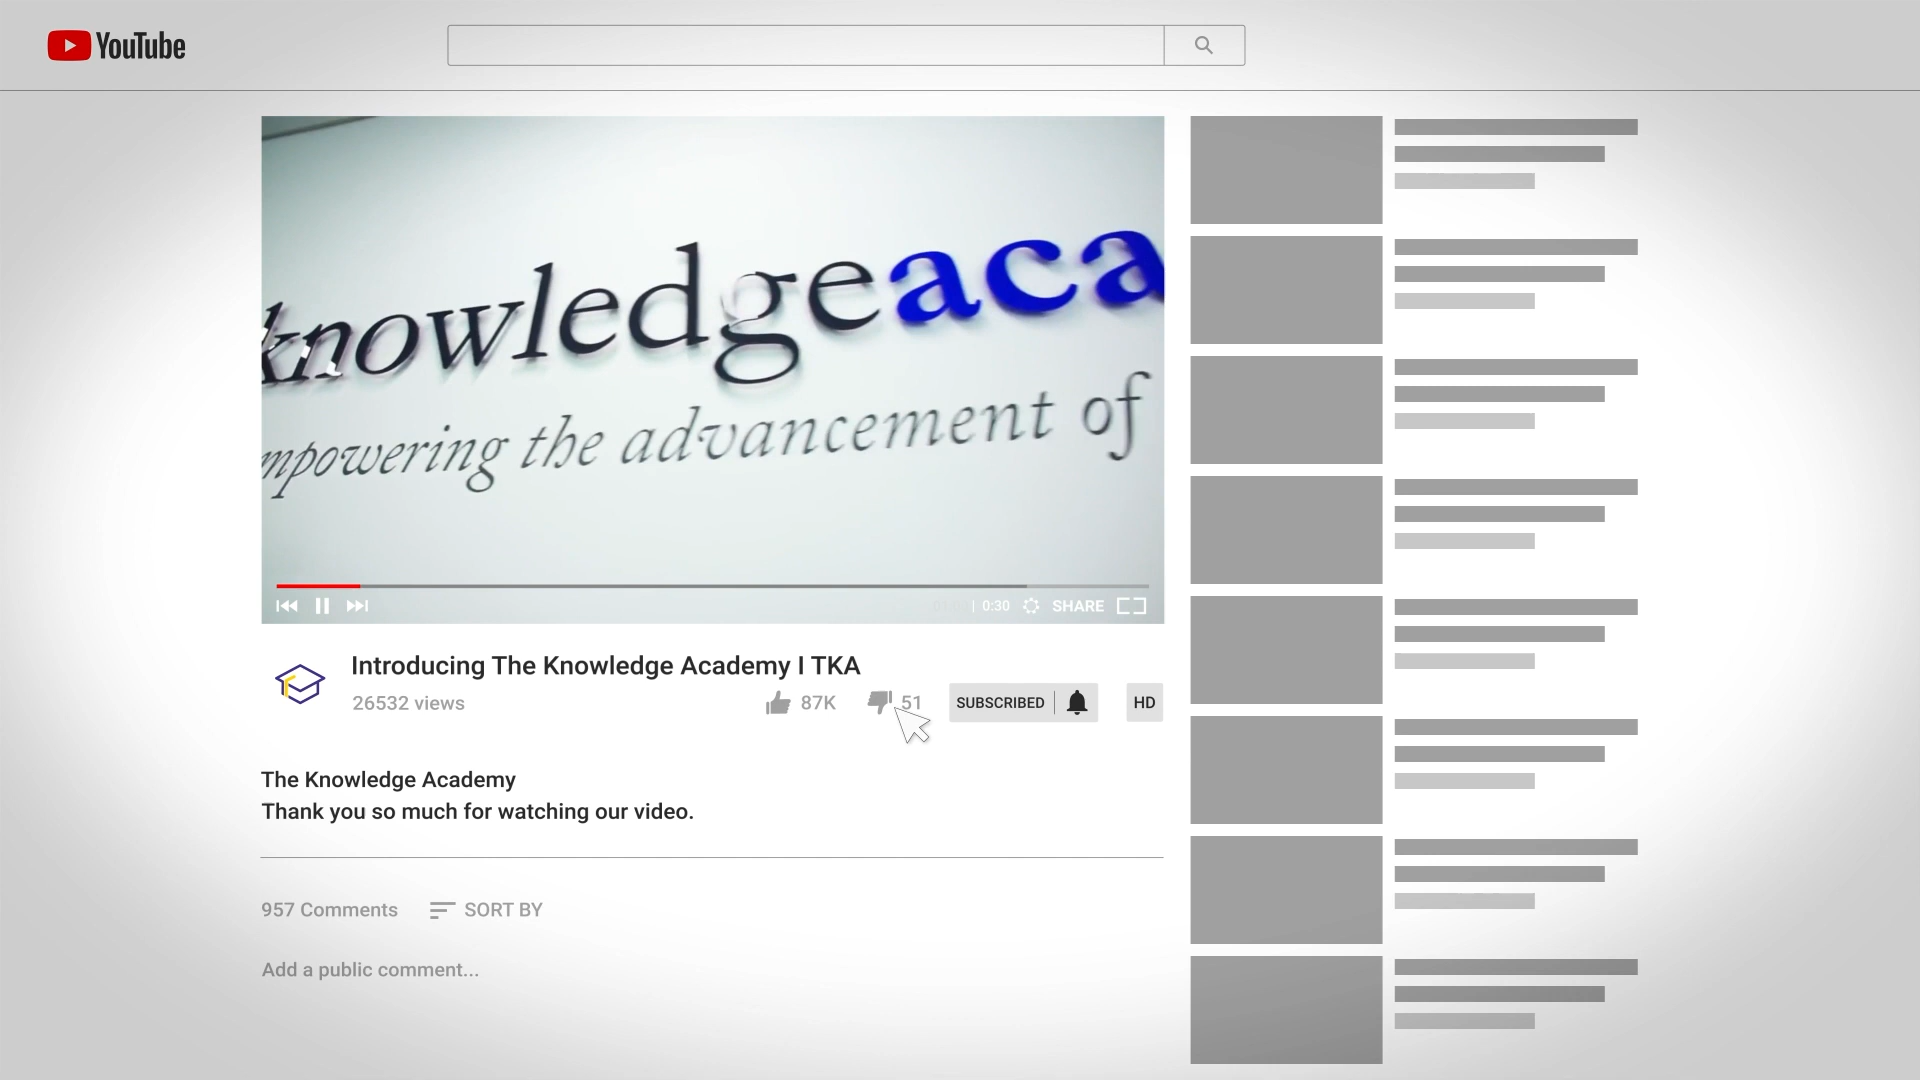 YouTube
knowledgeaca
mpowering the advancement of
0:30
SHARE
Introducing The Knowledge Academy I TKA
26532 views
87K
51
SUBSCRIBED
HD
The Knowledge Academy
Thank you so much for watching our video.
957 Comments
SORT BY
Add a public comment...